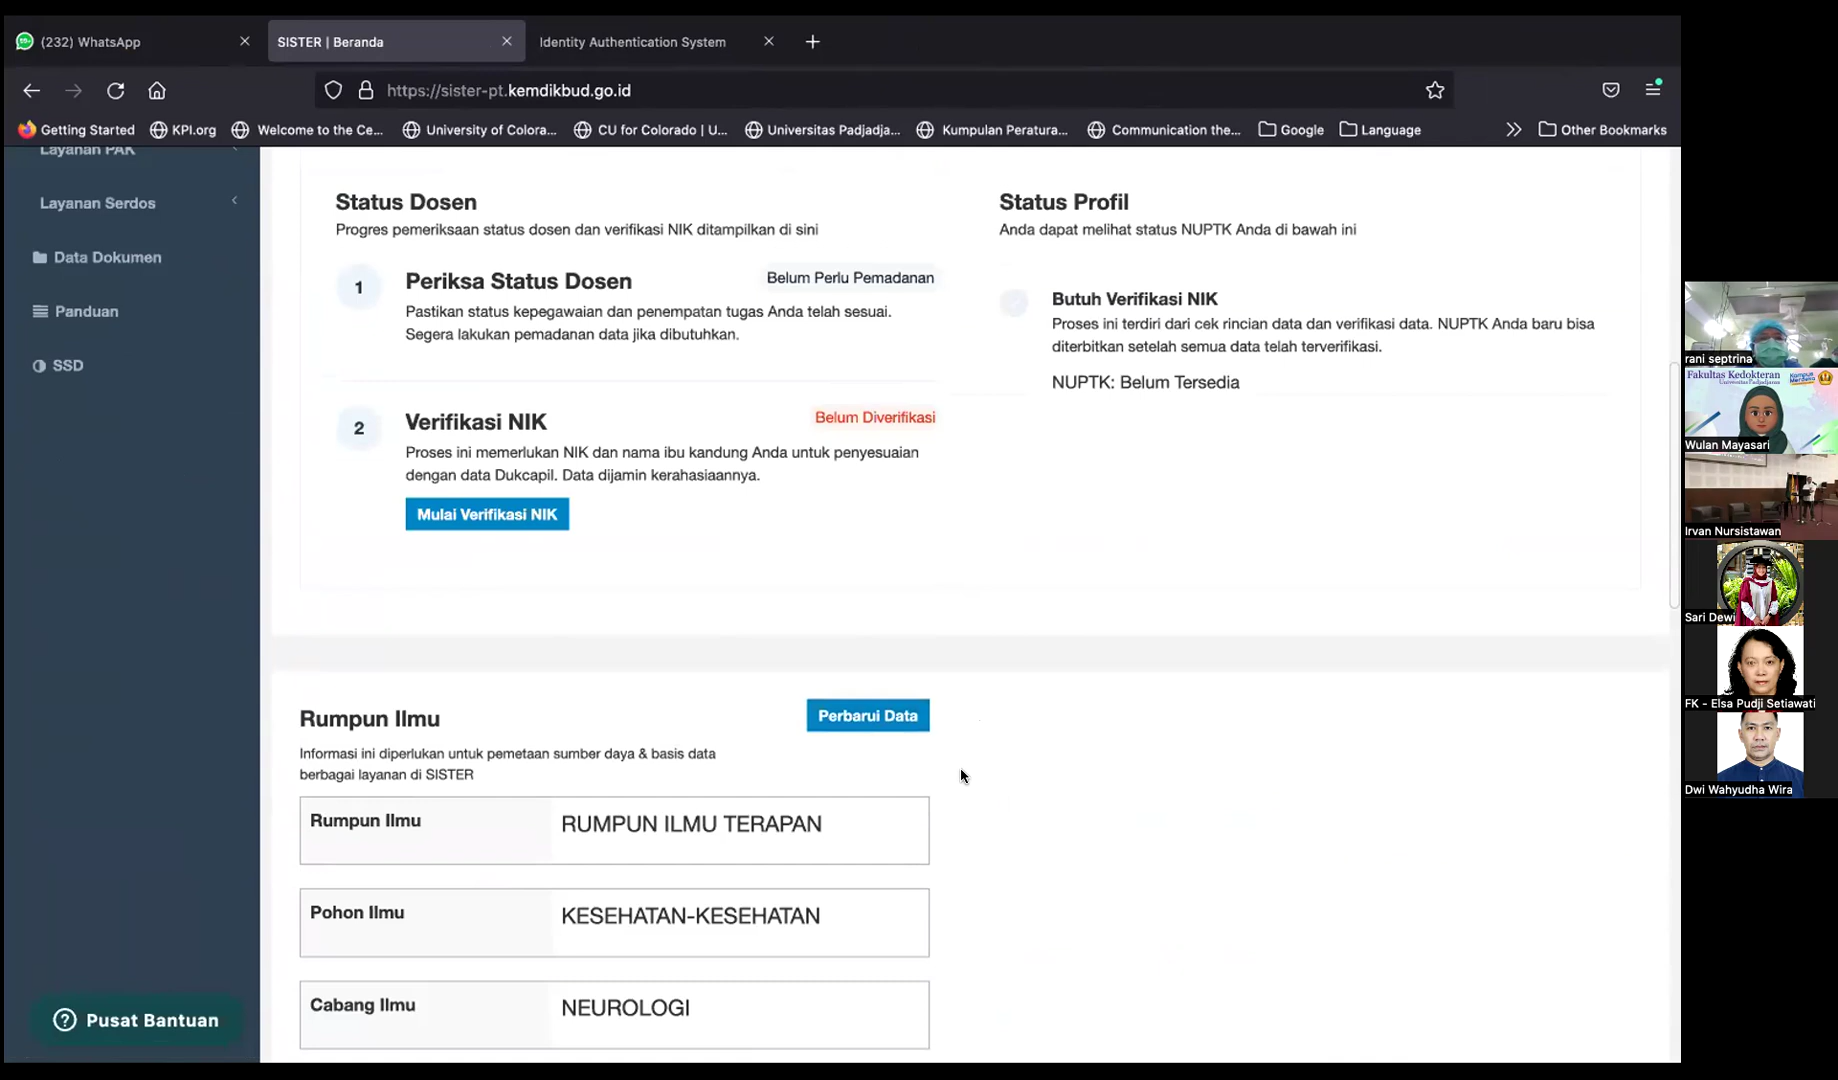 (232) WhatsApp
SISTER | Beranda
Identity Authentication System
https://sister-pt.kemdikbud.go.id
Getting Started
KPI.org
Welcome to the Ce...
University of Colora...
CU for Colorado | U...
Universitas Padjadja...
Kumpulan Peratura...
Communication the...
Google
Language
Other Bookmarks
Layanan PAK
Layanan Serdos
Data Dokumen
Panduan
SSD
Pusat Bantuan
Status Dosen
Progres pemeriksaan status dosen dan verifikasi NIK ditampilkan di sini
1
Periksa Status Dosen
Belum Perlu Pemadanan
Pastikan status kepegawaian dan penempatan tugas Anda telah sesuai.
Segera lakukan pemadanan data jika dibutuhkan.
2
Verifikasi NIK
Belum Diverifikasi
Proses ini memerlukan NIK dan nama ibu kandung Anda untuk penyesuaian
dengan data Dukcapil. Data dijamin kerahasiaannya.
Mulai Verifikasi NIK
Status Profil
Anda dapat melihat status NUPTK Anda di bawah ini
Butuh Verifikasi NIK
Proses ini terdiri dari cek rincian data dan verifikasi data. NUPTK Anda baru bisa
diterbitkan setelah semua data telah terverifikasi.
NUPTK: Belum Tersedia
Rumpun Ilmu
Perbarui Data
Informasi ini diperlukan untuk pemetaan sumber daya & basis data
berbagai layanan di SISTER
Rumpun Ilmu
RUMPUN ILMU TERAPAN
Pohon Ilmu
KESEHATAN-KESEHATAN
Cabang Ilmu
NEUROLOGI
rani septrina
Fakultas Kedokteran
Universitas Padjadjaran
Kampus
Merdeka
Wulan Mayasari
Irvan Nursistawan
Sari Dewi
FK - Elsa Pudji Setiawati
Dwi Wahyudha Wira